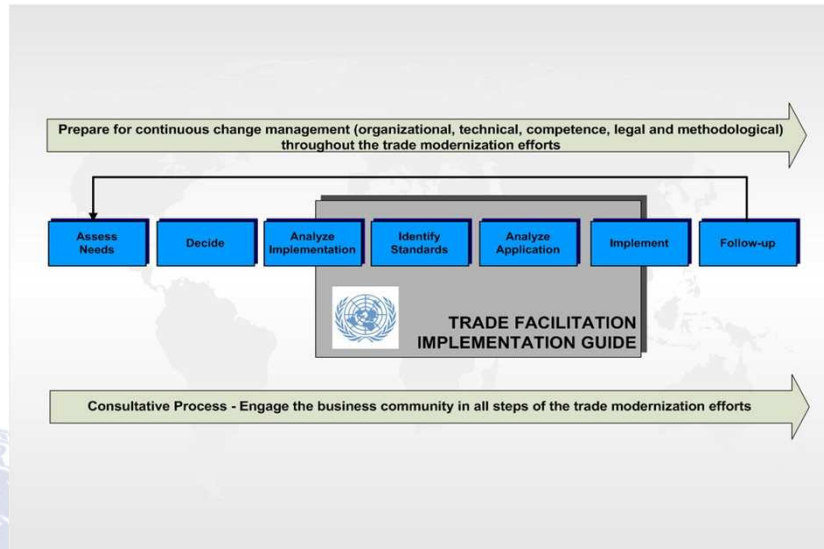 Prepare for continuous change management (organizational, technical, competence, legal and methodological)
throughout the trade modernization efforts
Assess
Needs
Decide
Analyze
Implementation
Identify
Standards
Analyze
Application
Implement
Follow-up
TRADE FACILITATION
IMPLEMENTATION GUIDE
Consultative Process - Engage the business community in all steps of the trade modernization efforts